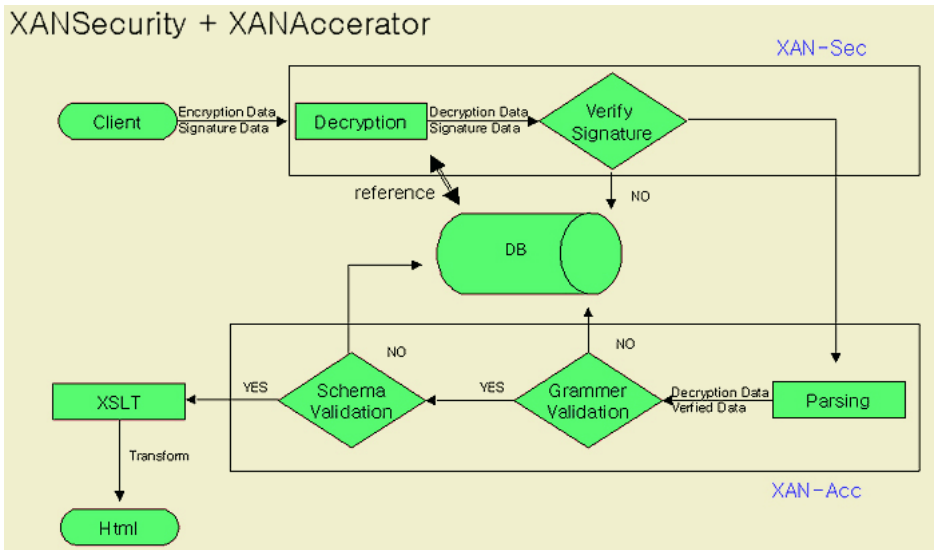 XANSecurity + XANAccerator
XAN-Sec
Client
Encryption Data
Signature Data
Decryption
Decryption Data
Signature Data
Verify
Signature
reference
NO
DB
NO
NO
XSLT
YES
Schema
Validation
YES
Grammer
Validation
Decryption Data
Verfied Data
Parsing
Transform
XAN-Acc
Html